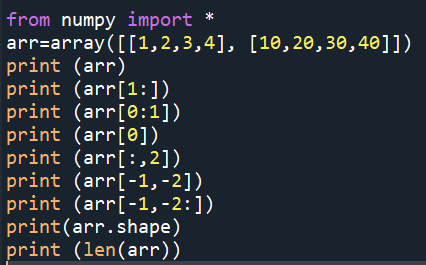 from numpy import *
arr=array([[1,2,3,4], [10,20,30,40]])
print (arr)
print (arr[1:])
print (arr[0:1])
print (arr[0])
print (arr[:,2])
print (arr[-1,-2])
print (arr[-1,-2:])
print(arr.shape)
print (len(arr))